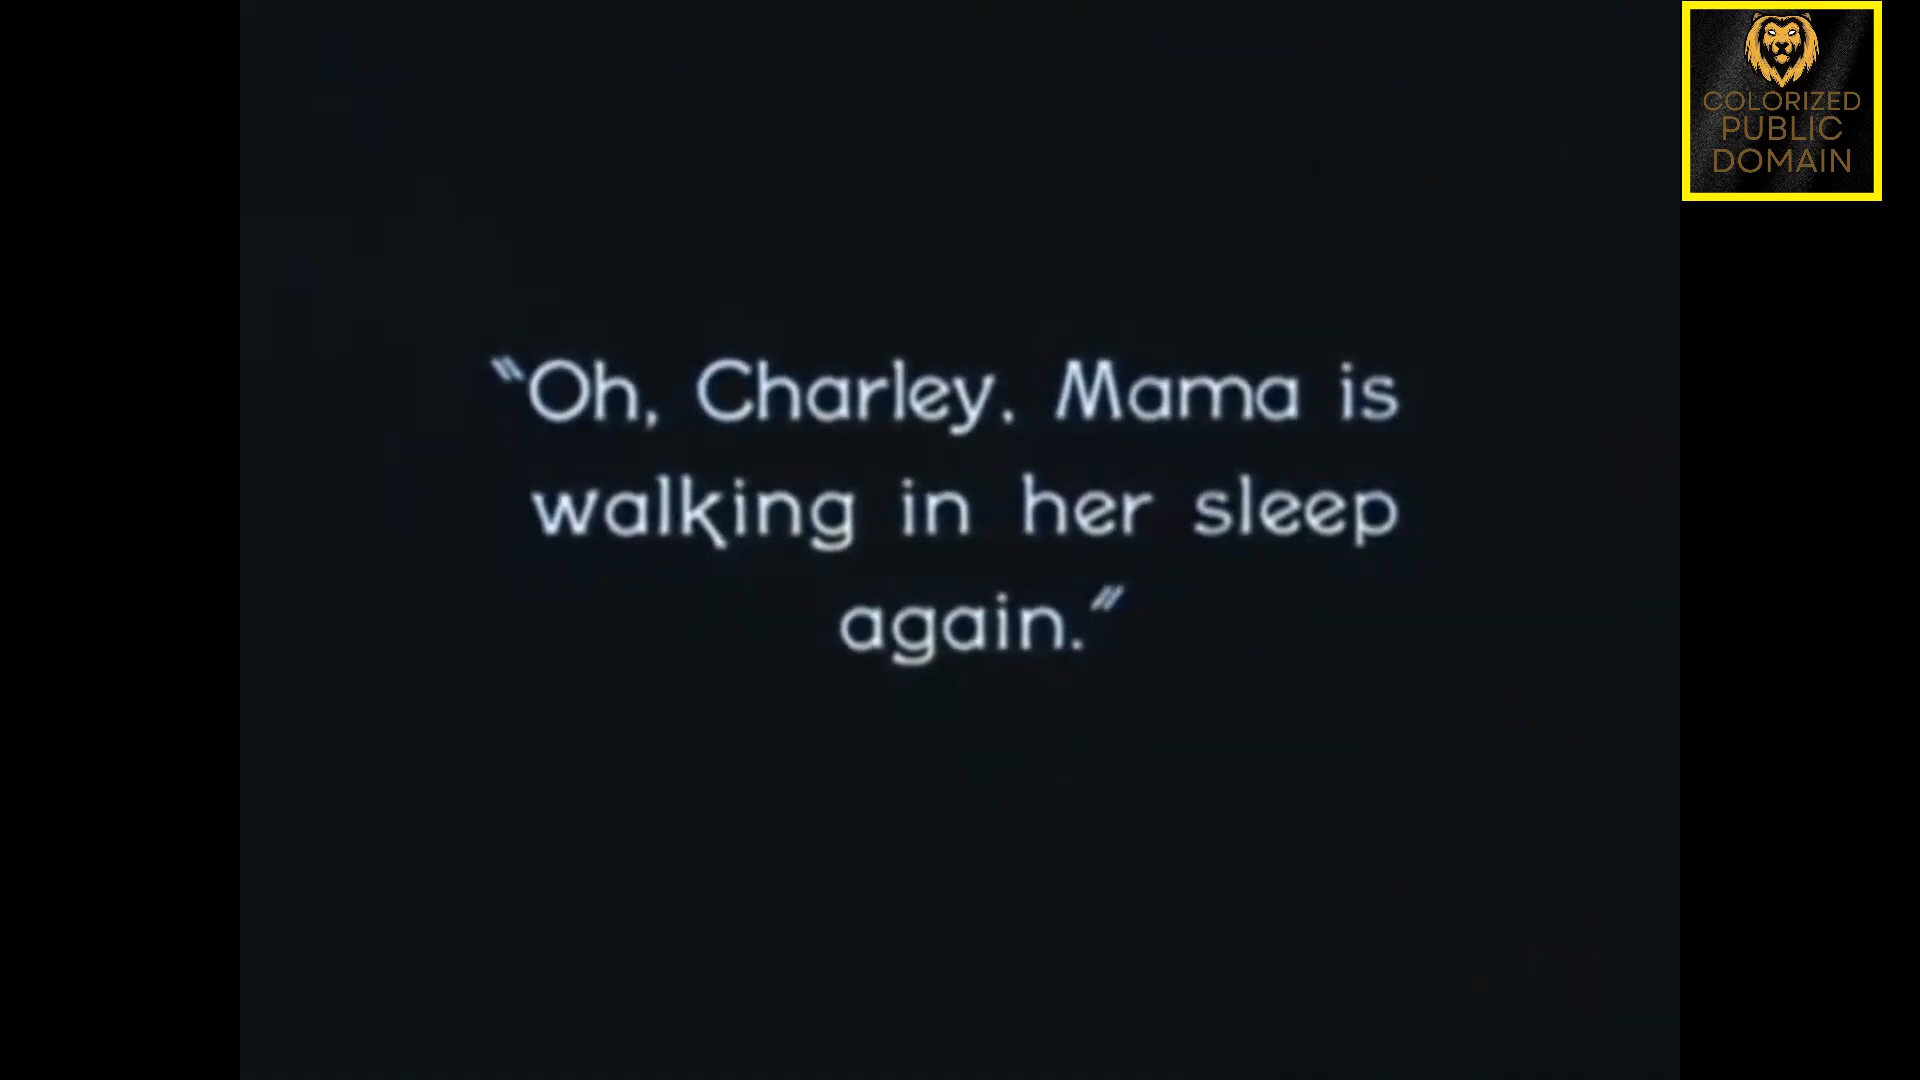 "Oh, Charley. Mama is
walking in her sleep
again."
COLORIZED
PUBLIC
DOMAIN